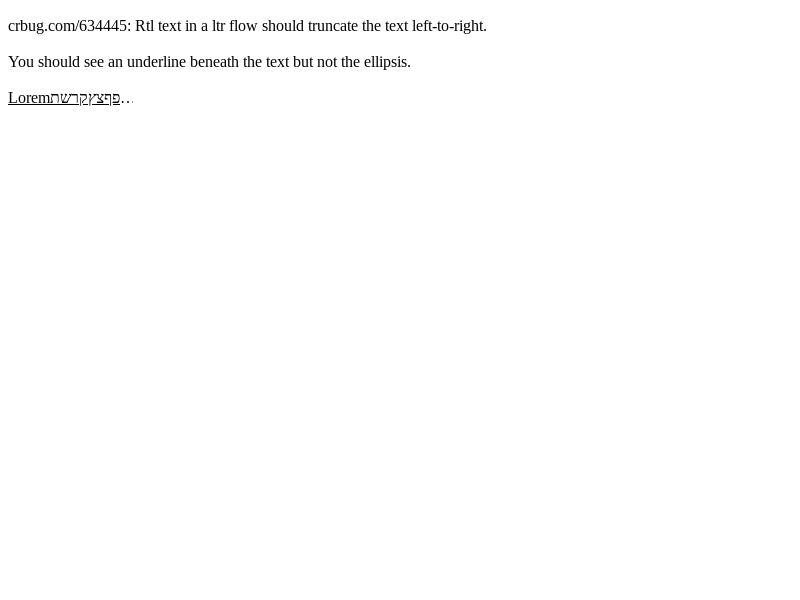 crbug.com/634445: Rtl text in a ltr flow should truncate the text left-to-right.
You should see an underline beneath the text but not the ellipsis.
Loremפףצץקרשת…